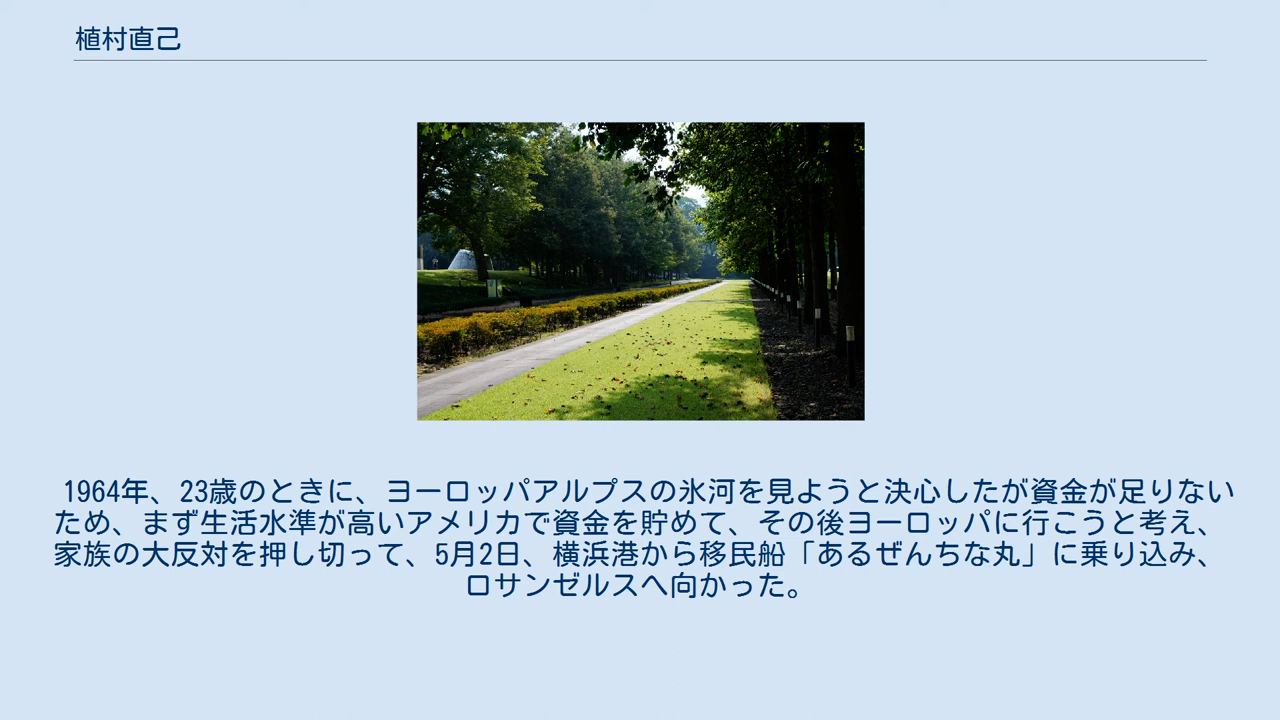 植村直己
1964年、23歳のときに、ヨーロッパアルプスの氷河を見ようと決心したが資金が足りない
ため、まず生活水準が高いアメリカで資金を貯めて、その後ヨーロッパに行こうと考え、
家族の大反対を押し切って、5月2日、横浜港から移民船「あるぜんちな丸」に乗り込み、
ロサンゼルスへ向かった。